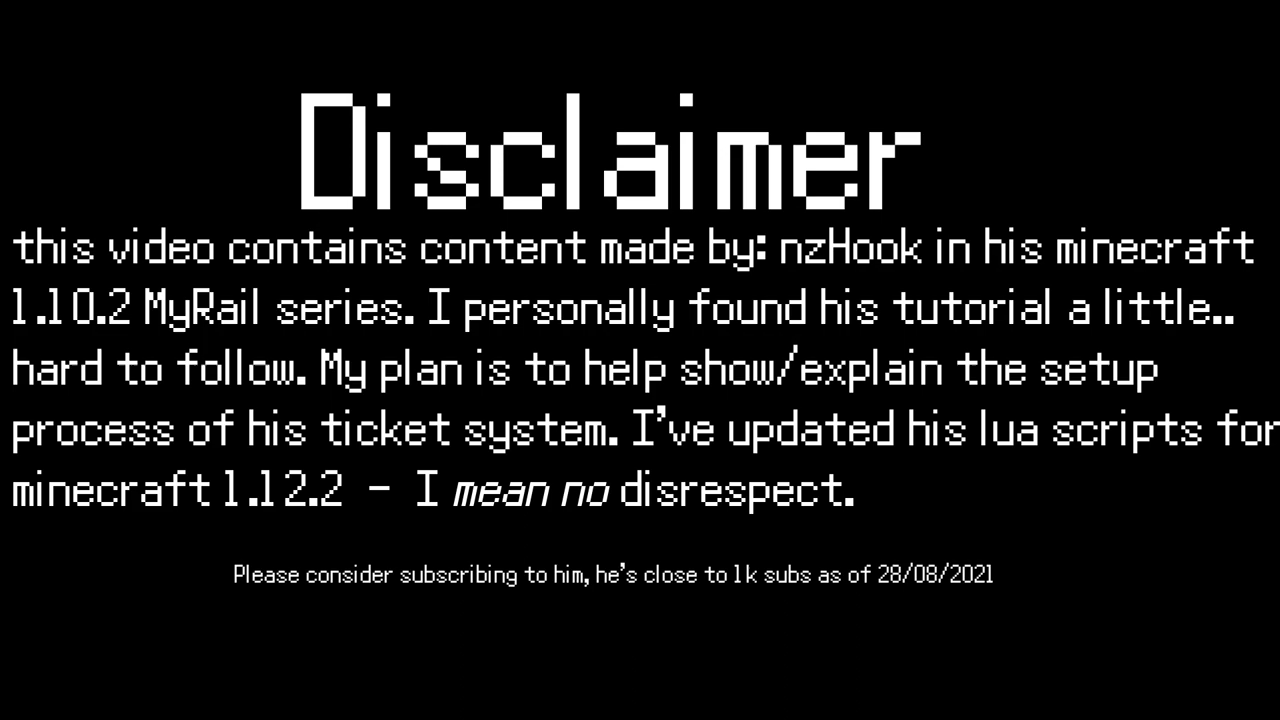 Disclaimer
this video contains content made by: nzHook in his minecraft
1.10.2 MyRail series. I personally found his tutorial a little..
hard to follow. My plan is to help show/explain the setup
process of his ticket system. I've updated his lua scripts for
minecraft 1.12.2 - I mean no disrespect.
Please consider subscribing to him, he's close to 1k subs as of 28/08/2021